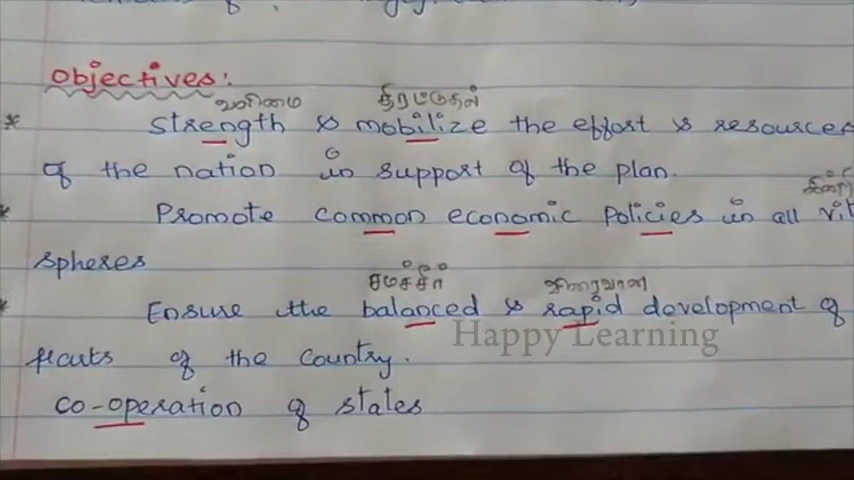 Objectives:
வலிமை திரட்டுதல்
* strength & mobilize the effort & resources
of the nation in support of the plan.
* Promote common economic policies in all vit
spheres
சமச்சீர் விரைவான
* Ensure the balanced & rapid development of
parts of the country.
co-operation of states
Happy Learning